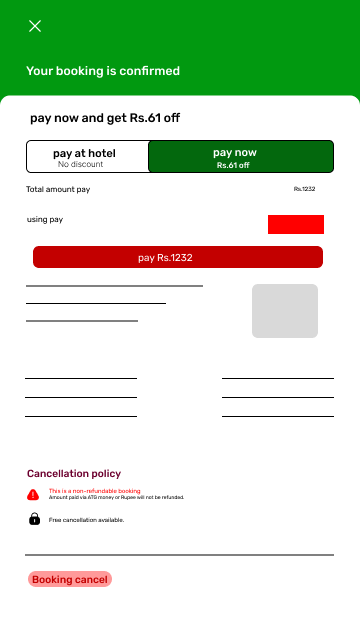 Your booking is confirmed
pay now and get Rs.61 off
pay at hotel
No discount
pay now
Rs.61 off
Total amount pay
Rs.1232
using pay
pay Rs.1232
Cancellation policy
This is a non-refundable booking
Amount paid via ATG money or Rupee will not be refunded.
Free cancellation available.
Booking cancel